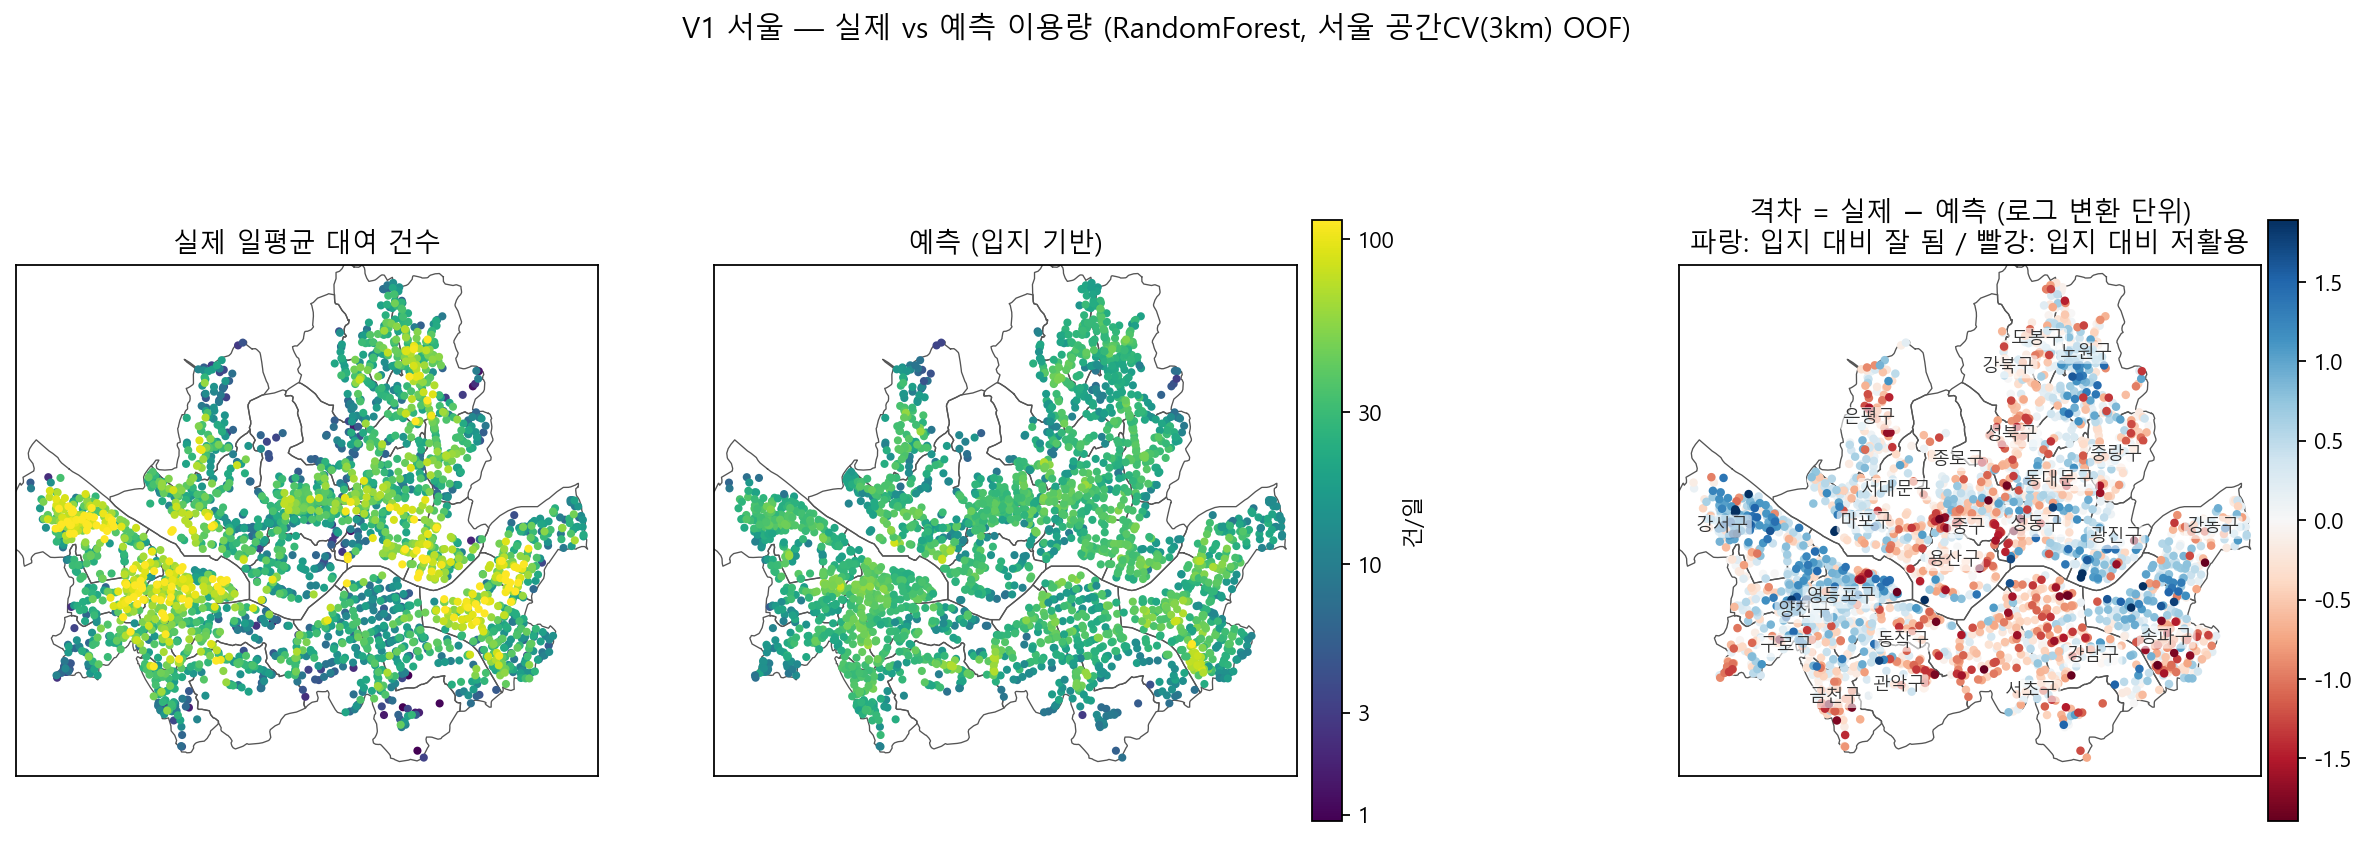 V1 서울 — 실제 vs 예측 이용량 (RandomForest, 서울 공간CV(3km) OOF)
실제 일평균 대여 건수
예측 (입지 기반)
100
30
10
3
1
건/일
격차 = 실제 − 예측 (로그 변환 단위)
파랑: 입지 대비 잘 됨 / 빨강: 입지 대비 저활용
도봉구
노원구
강북구
은평구
성북구
중랑구
종로구
동대문구
서대문구
강서구
마포구
중구
성동구
광진구
강동구
용산구
영등포구
양천구
동작구
구로구
송파구
강남구
관악구
서초구
금천구
1.5
1.0
0.5
0.0
-0.5
-1.0
-1.5